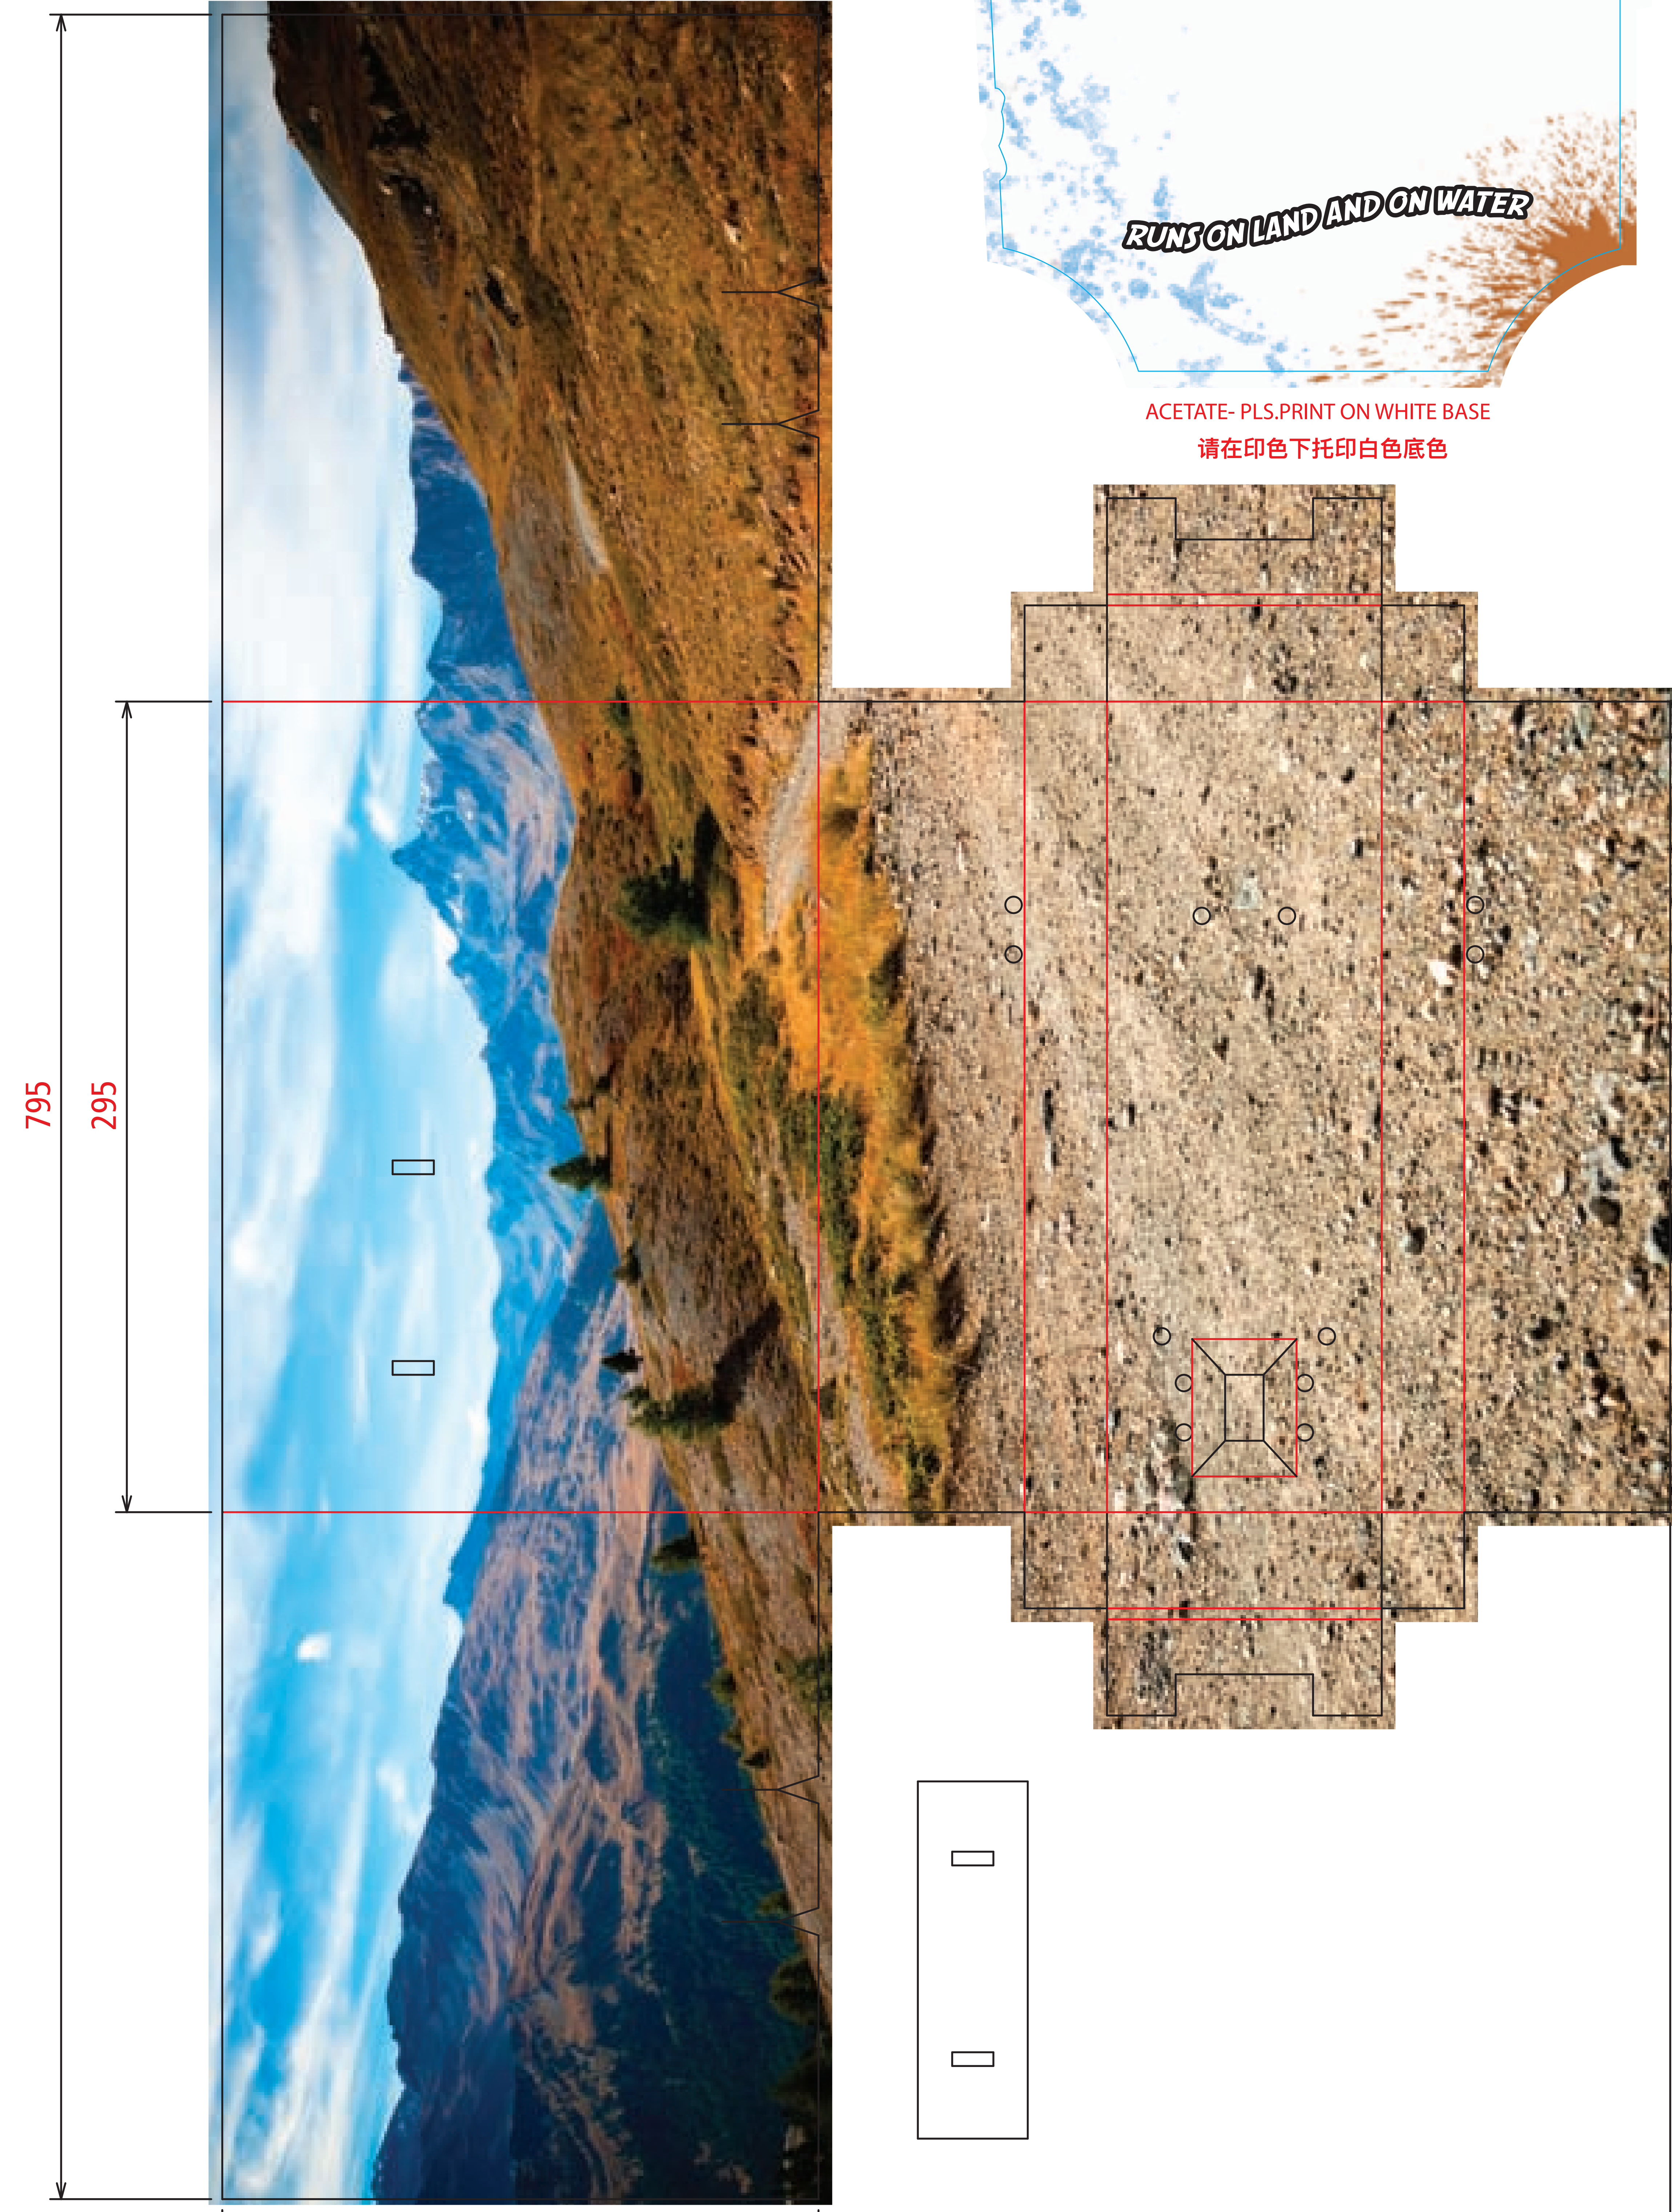 RUNS ON LAND AND ON WATER
ACETATE- PLS.PRINT ON WHITE BASE
请在印色下托印白色底色
795
295